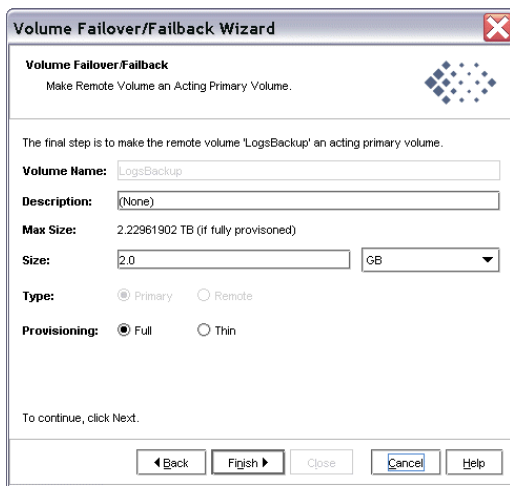 Volume Failover/Failback Wizard
Volume Failover/Failback
Make Remote Volume an Acting Primary Volume.
The final step is to make the remote volume 'LogsBackup' an acting primary volume.
Volume Name: LogsBackup
Description: (None)
Max Size: 2.22961902 TB (if fully provisoned)
Size: 2.0 GB
Type: Primary Remote
Provisioning: Full Thin
To continue, click Next.
Back Finish Close Cancel Help